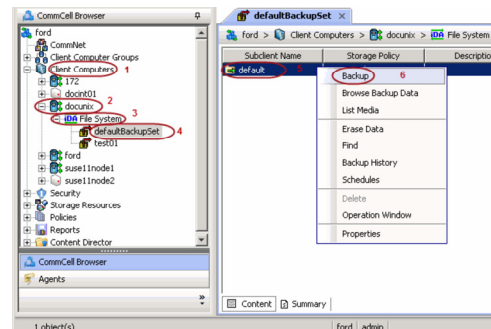 CommCell Browser
ford
CommNet
Client Computer Groups
Client Computers 1
172
docint01
docunix 2
iDA File System 3
defaultBackupSet 4
test01
ford
suse11node1
suse11node2
Security
Storage Resources
Policies
Reports
Content Director
CommCell Browser
Agents
1 object(s)
defaultBackupSet
ford > Client Computers > docunix > iDA File System
Subclient Name Storage Policy Descriptio
default 5
Backup 6
Browse Backup Data
List Media
Erase Data
Find
Backup History
Schedules
Delete
Operation Window
Properties
Content Summary
ford admin